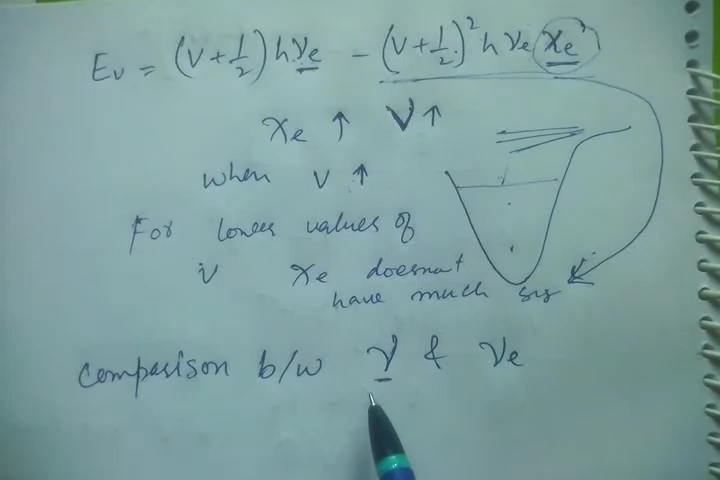 Ev = (v+1/2) hνe - (v+1/2)² hνe xe
xe ↑ v ↑
when v ↑
For lower values of
v xe doesnot
have much sig
comparison b/w ν & νe